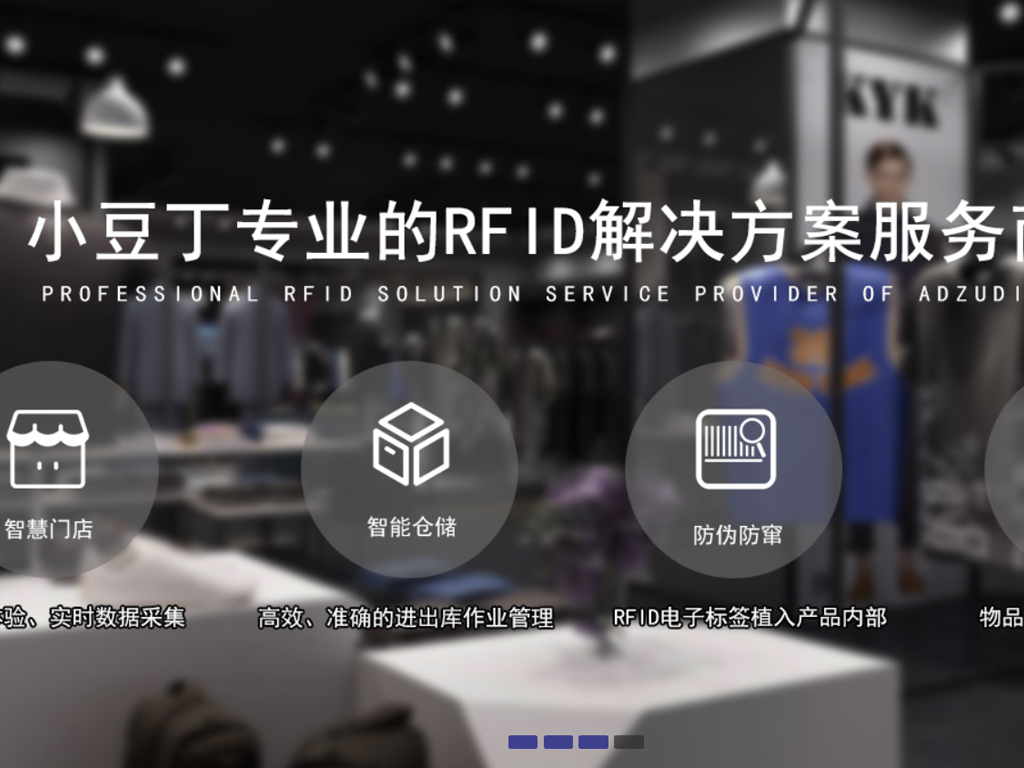 KYK
小豆丁专业的RFID解决方案服务商
PROFESSIONAL RFID SOLUTION SERVICE PROVIDER OF ADZUDI
智慧门店
智能仓储
防伪防窜
验、实时数据采集
高效、准确的进出库作业管理
RFID电子标签植入产品内部
物品